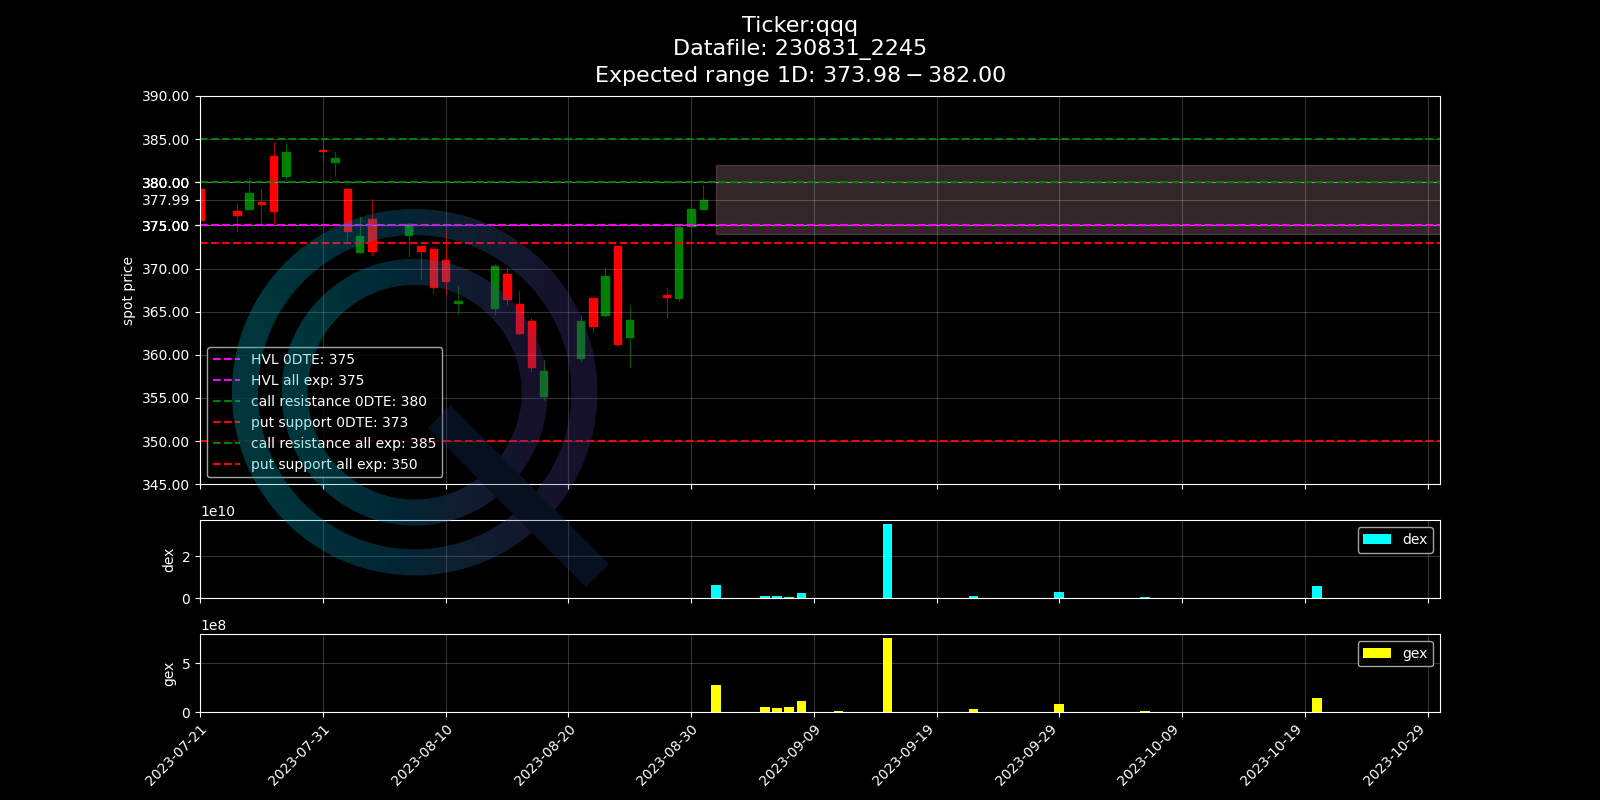 Ticker:qqq
Datafile: 230831_2245
Expected range 1D: 373.98 − 382.00
390.00
385.00
380.00
377.99
375.00
370.00
365.00
360.00
355.00
350.00
345.00
spot price
HVL 0DTE: 375
HVL all exp: 375
call resistance 0DTE: 380
put support 0DTE: 373
call resistance all exp: 385
put support all exp: 350
1e10
2
0
dex
dex
1e8
5
0
gex
gex
2023-07-21
2023-07-31
2023-08-10
2023-08-20
2023-08-30
2023-09-09
2023-09-19
2023-09-29
2023-10-09
2023-10-19
2023-10-29